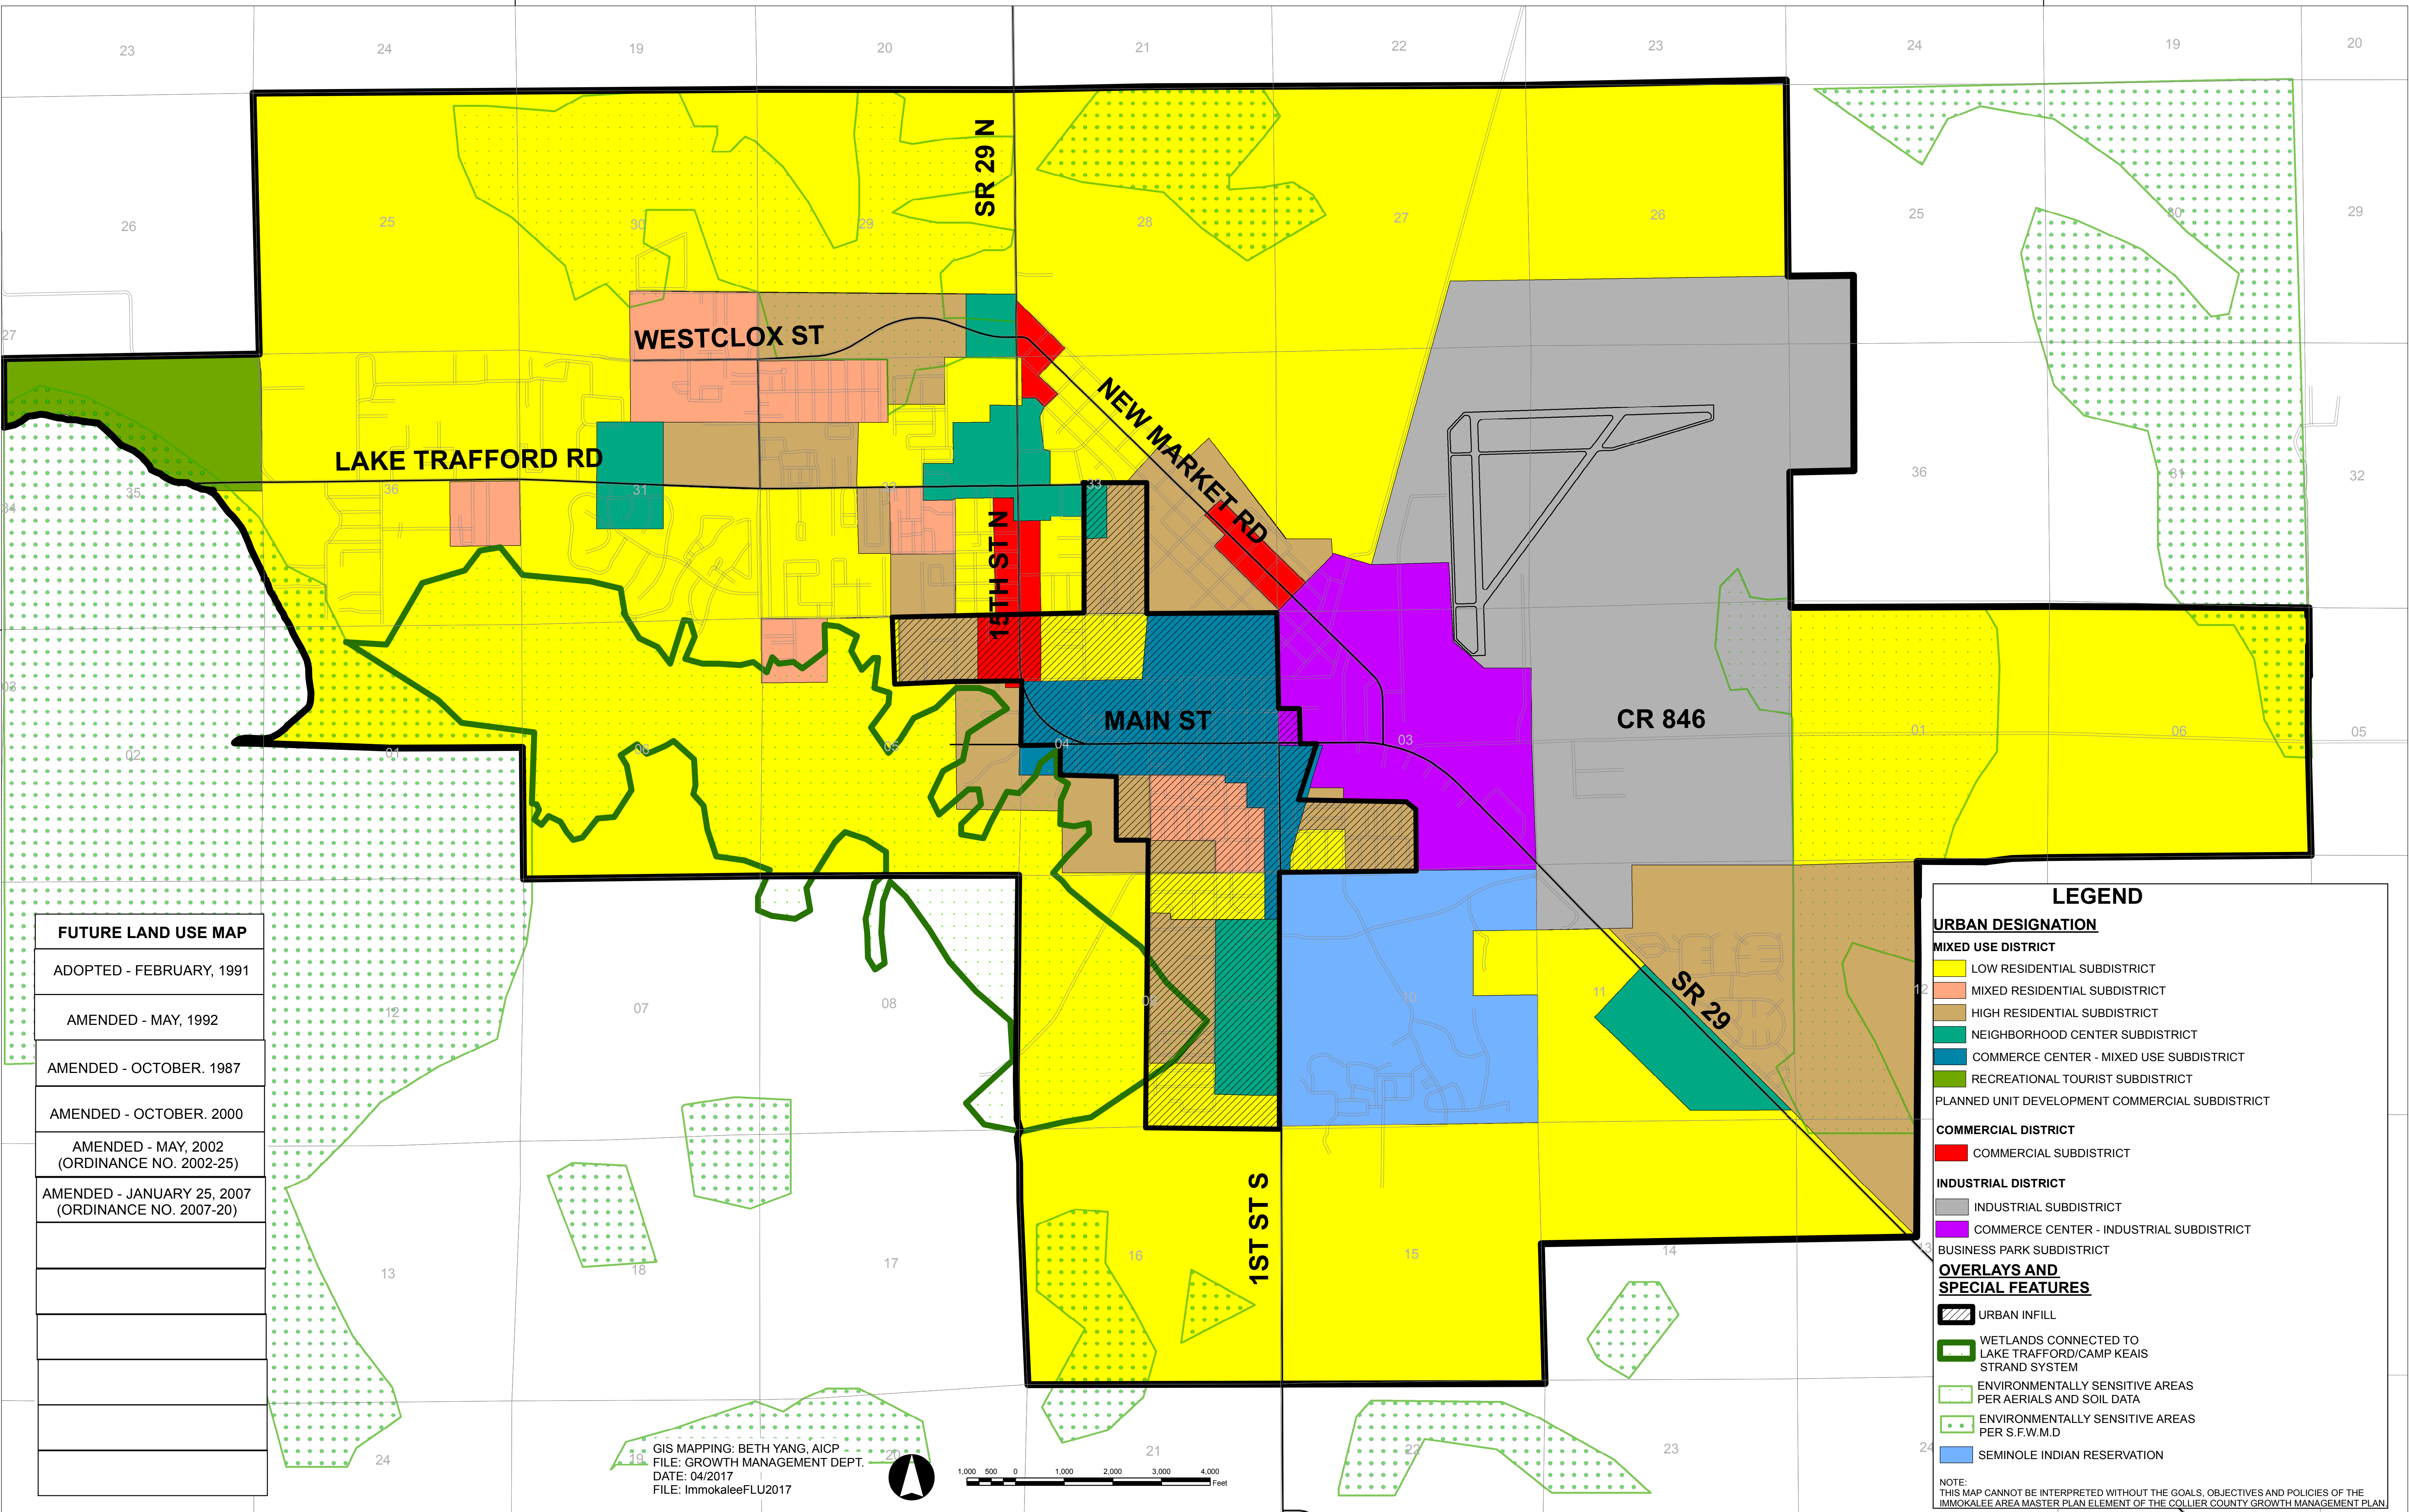 23 24 19 20 21 22 23 24 19 20
26 25 30 29 28 27 26 25 30 29
SR 29 N
27
WESTCLOX ST
NEW MARKET RD
LAKE TRAFFORD RD
34 35 36 31 32 33 36 31 32
15TH ST N
03 02 01 06 05 04 03 01 06 05
MAIN ST
CR 846
12 07 08 09 10 11 12
SR 29
1ST ST S
13 18 17 16 15 14 13
24 19 20 21 22 23 24
FUTURE LAND USE MAP
ADOPTED - FEBRUARY, 1991
AMENDED - MAY, 1992
AMENDED - OCTOBER. 1987
AMENDED - OCTOBER. 2000
AMENDED - MAY, 2002
(ORDINANCE NO. 2002-25)
AMENDED - JANUARY 25, 2007
(ORDINANCE NO. 2007-20)
GIS MAPPING: BETH YANG, AICP
FILE: GROWTH MANAGEMENT DEPT.
DATE: 04/2017
FILE: ImmokaleeFLU2017
1,000 500 0 1,000 2,000 3,000 4,000
Feet
LEGEND
URBAN DESIGNATION
MIXED USE DISTRICT
LOW RESIDENTIAL SUBDISTRICT
MIXED RESIDENTIAL SUBDISTRICT
HIGH RESIDENTIAL SUBDISTRICT
NEIGHBORHOOD CENTER SUBDISTRICT
COMMERCE CENTER - MIXED USE SUBDISTRICT
RECREATIONAL TOURIST SUBDISTRICT
PLANNED UNIT DEVELOPMENT COMMERCIAL SUBDISTRICT
COMMERCIAL DISTRICT
COMMERCIAL SUBDISTRICT
INDUSTRIAL DISTRICT
INDUSTRIAL SUBDISTRICT
COMMERCE CENTER - INDUSTRIAL SUBDISTRICT
BUSINESS PARK SUBDISTRICT
OVERLAYS AND
SPECIAL FEATURES
URBAN INFILL
WETLANDS CONNECTED TO
LAKE TRAFFORD/CAMP KEAIS
STRAND SYSTEM
ENVIRONMENTALLY SENSITIVE AREAS
PER AERIALS AND SOIL DATA
ENVIRONMENTALLY SENSITIVE AREAS
PER S.F.W.M.D
SEMINOLE INDIAN RESERVATION
NOTE:
THIS MAP CANNOT BE INTERPRETED WITHOUT THE GOALS, OBJECTIVES AND POLICIES OF THE
IMMOKALEE AREA MASTER PLAN ELEMENT OF THE COLLIER COUNTY GROWTH MANAGEMENT PLAN.